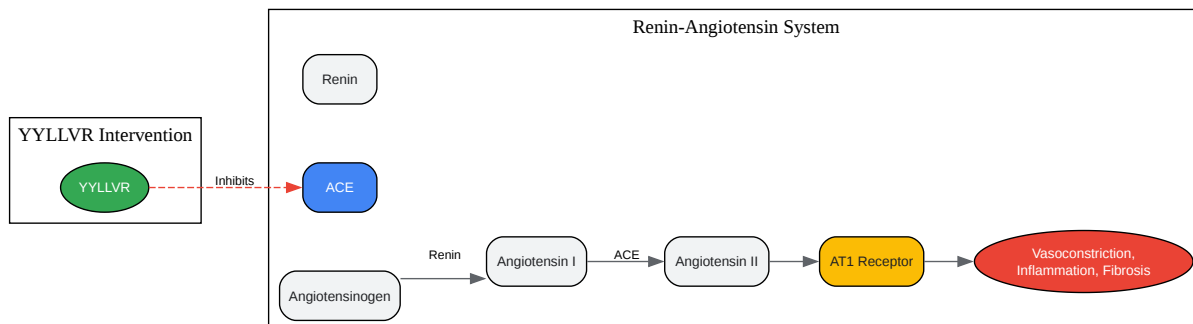 Renin-Angiotensin System
Renin
YYLLVR Intervention
YYLLVR
Inhibits
ACE
Angiotensinogen
Renin
Angiotensin I
ACE
Angiotensin II
AT1 Receptor
Vasoconstriction,
Inflammation, Fibrosis